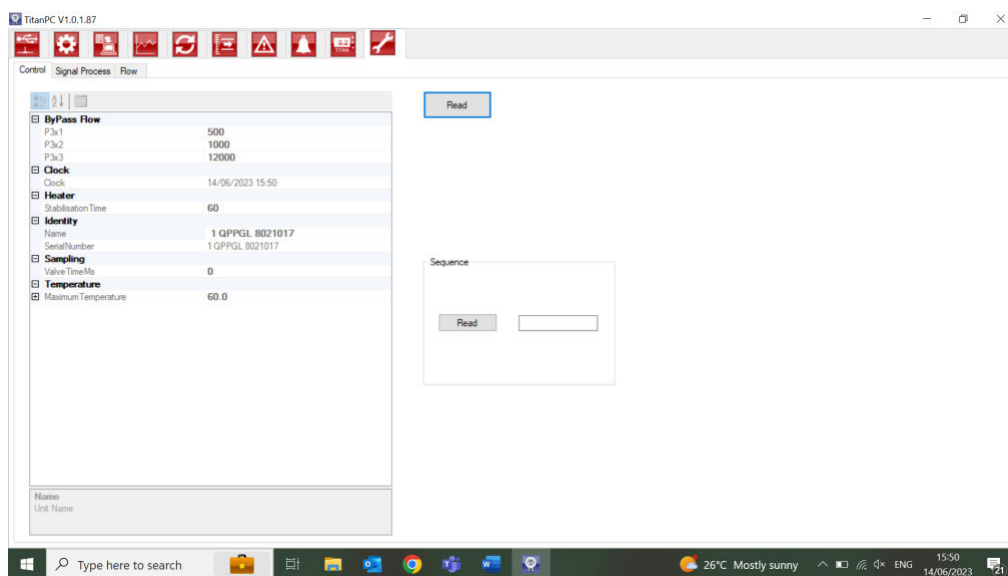 TitanPC V1.0.1.87
Control Signal Process Flow
Read
ByPass Flow
P3x1 500
P3x2 1000
P3x3 12000
Clock
Clock 14/06/2023 15:50
Heater
StabilisationTime 60
Identity
Name 1 QPPGL 8021017
SerialNumber 1 QPPGL 8021017
Sampling
ValveTimeMs 0
Temperature
MaximumTemperature 60.0
Sequence
Read
Name
Unit Name
Type here to search
26°C Mostly sunny
ENG
15:50
14/06/2023
21